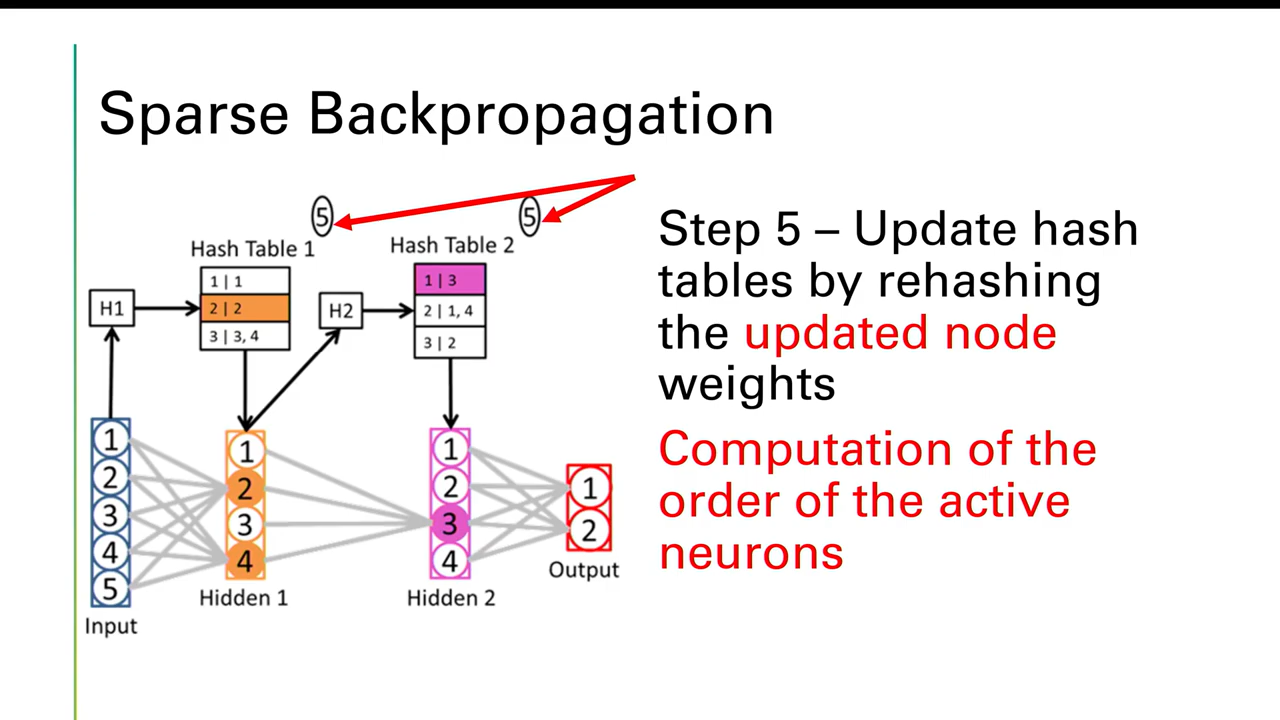 Sparse Backpropagation
5
5
Hash Table 1
Hash Table 2
1 | 1
2 | 2
3 | 3, 4
1 | 3
2 | 1, 4
3 | 2
H1
H2
1
2
3
4
5
Input
1
2
3
4
Hidden 1
1
2
3
4
Hidden 2
1
2
Output
Step 5 – Update hash
tables by rehashing
the updated node
weights
Computation of the
order of the active
neurons